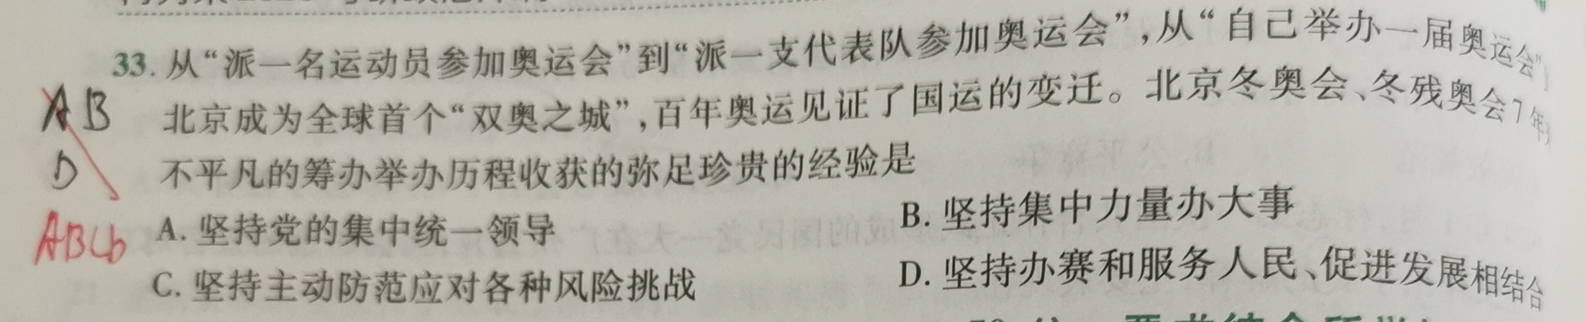 33. 从“派一名运动员参加奥运会”到“派一支代表队参加奥运会”,从“自己举办一届奥运会”
AB
北京成为全球首个“双奥之城”,百年奥运见证了国运的变迁。北京冬奥会、冬残奥会7年
D
不平凡的筹办举办历程收获的弥足珍贵的经验是
ABCD
A. 坚持党的集中统一领导
B. 坚持集中力量办大事
C. 坚持主动防范应对各种风险挑战
D. 坚持办赛和服务人民、促进发展相结合